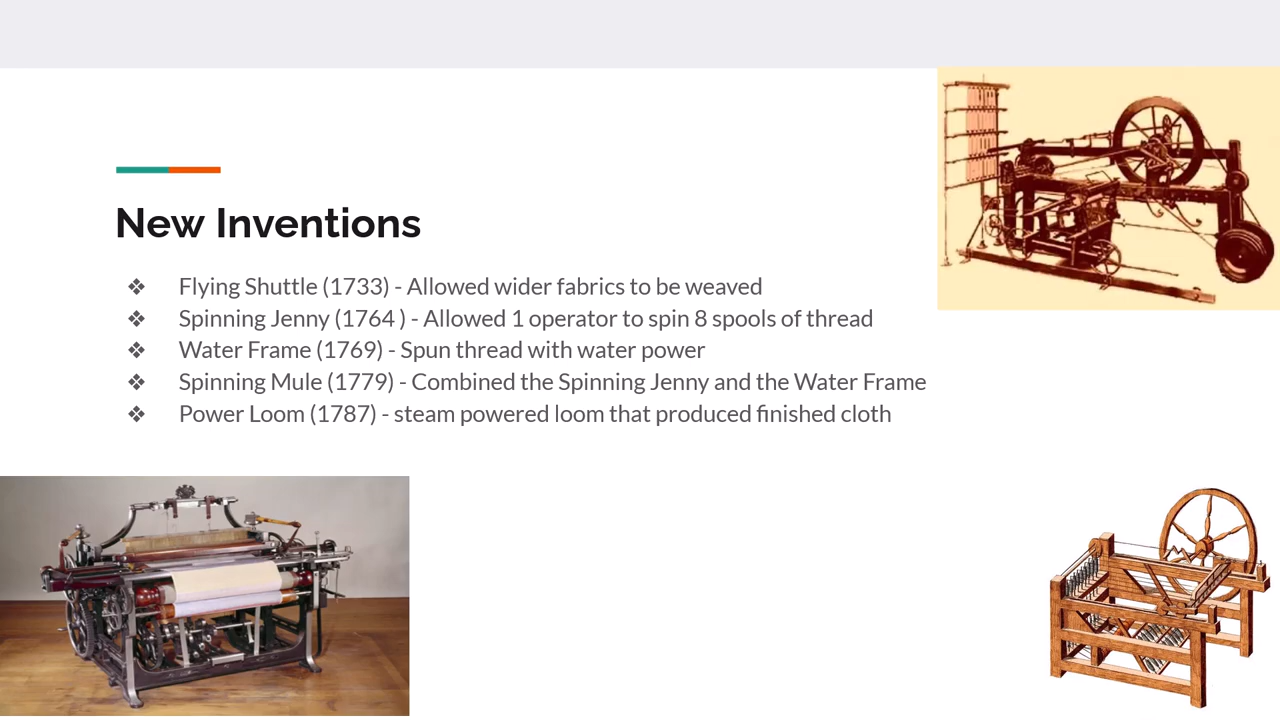 New Inventions
❖ Flying Shuttle (1733) - Allowed wider fabrics to be weaved
❖ Spinning Jenny (1764 ) - Allowed 1 operator to spin 8 spools of thread
❖ Water Frame (1769) - Spun thread with water power
❖ Spinning Mule (1779) - Combined the Spinning Jenny and the Water Frame
❖ Power Loom (1787) - steam powered loom that produced finished cloth